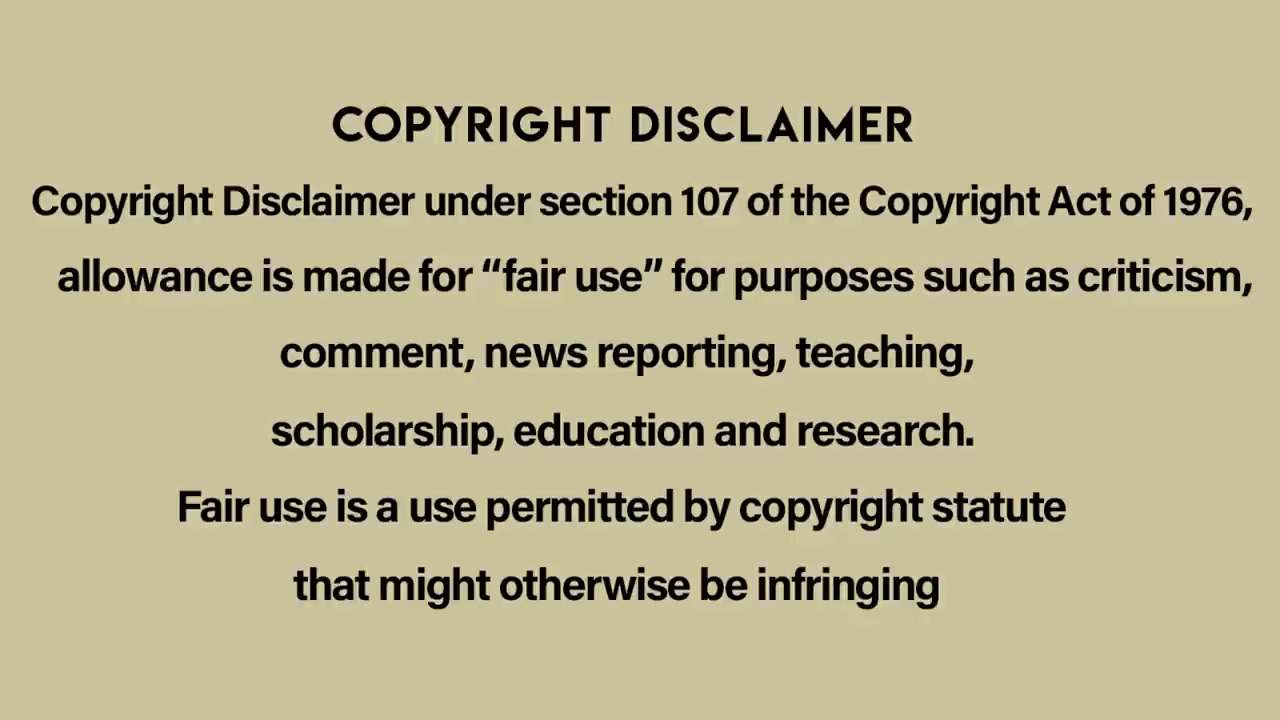 COPYRIGHT DISCLAIMER
Copyright Disclaimer under section 107 of the Copyright Act of 1976,
allowance is made for “fair use” for purposes such as criticism,
comment, news reporting, teaching,
scholarship, education and research.
Fair use is a use permitted by copyright statute
that might otherwise be infringing